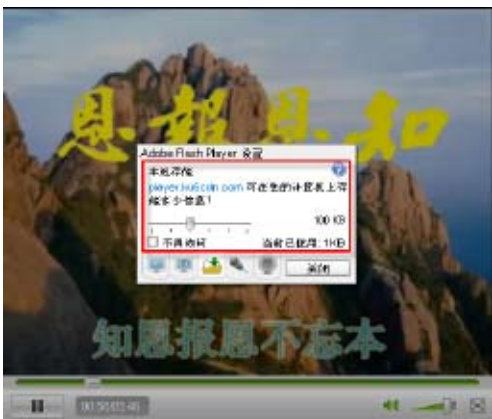 恩報恩知
Adobe Flash Player 设置
本地存储
player.ku6cdn.com 可在您的计算机上存
储多少信息?
100 KB
不再询问 当前已使用: 1KB
关闭
知恩报恩不忘本